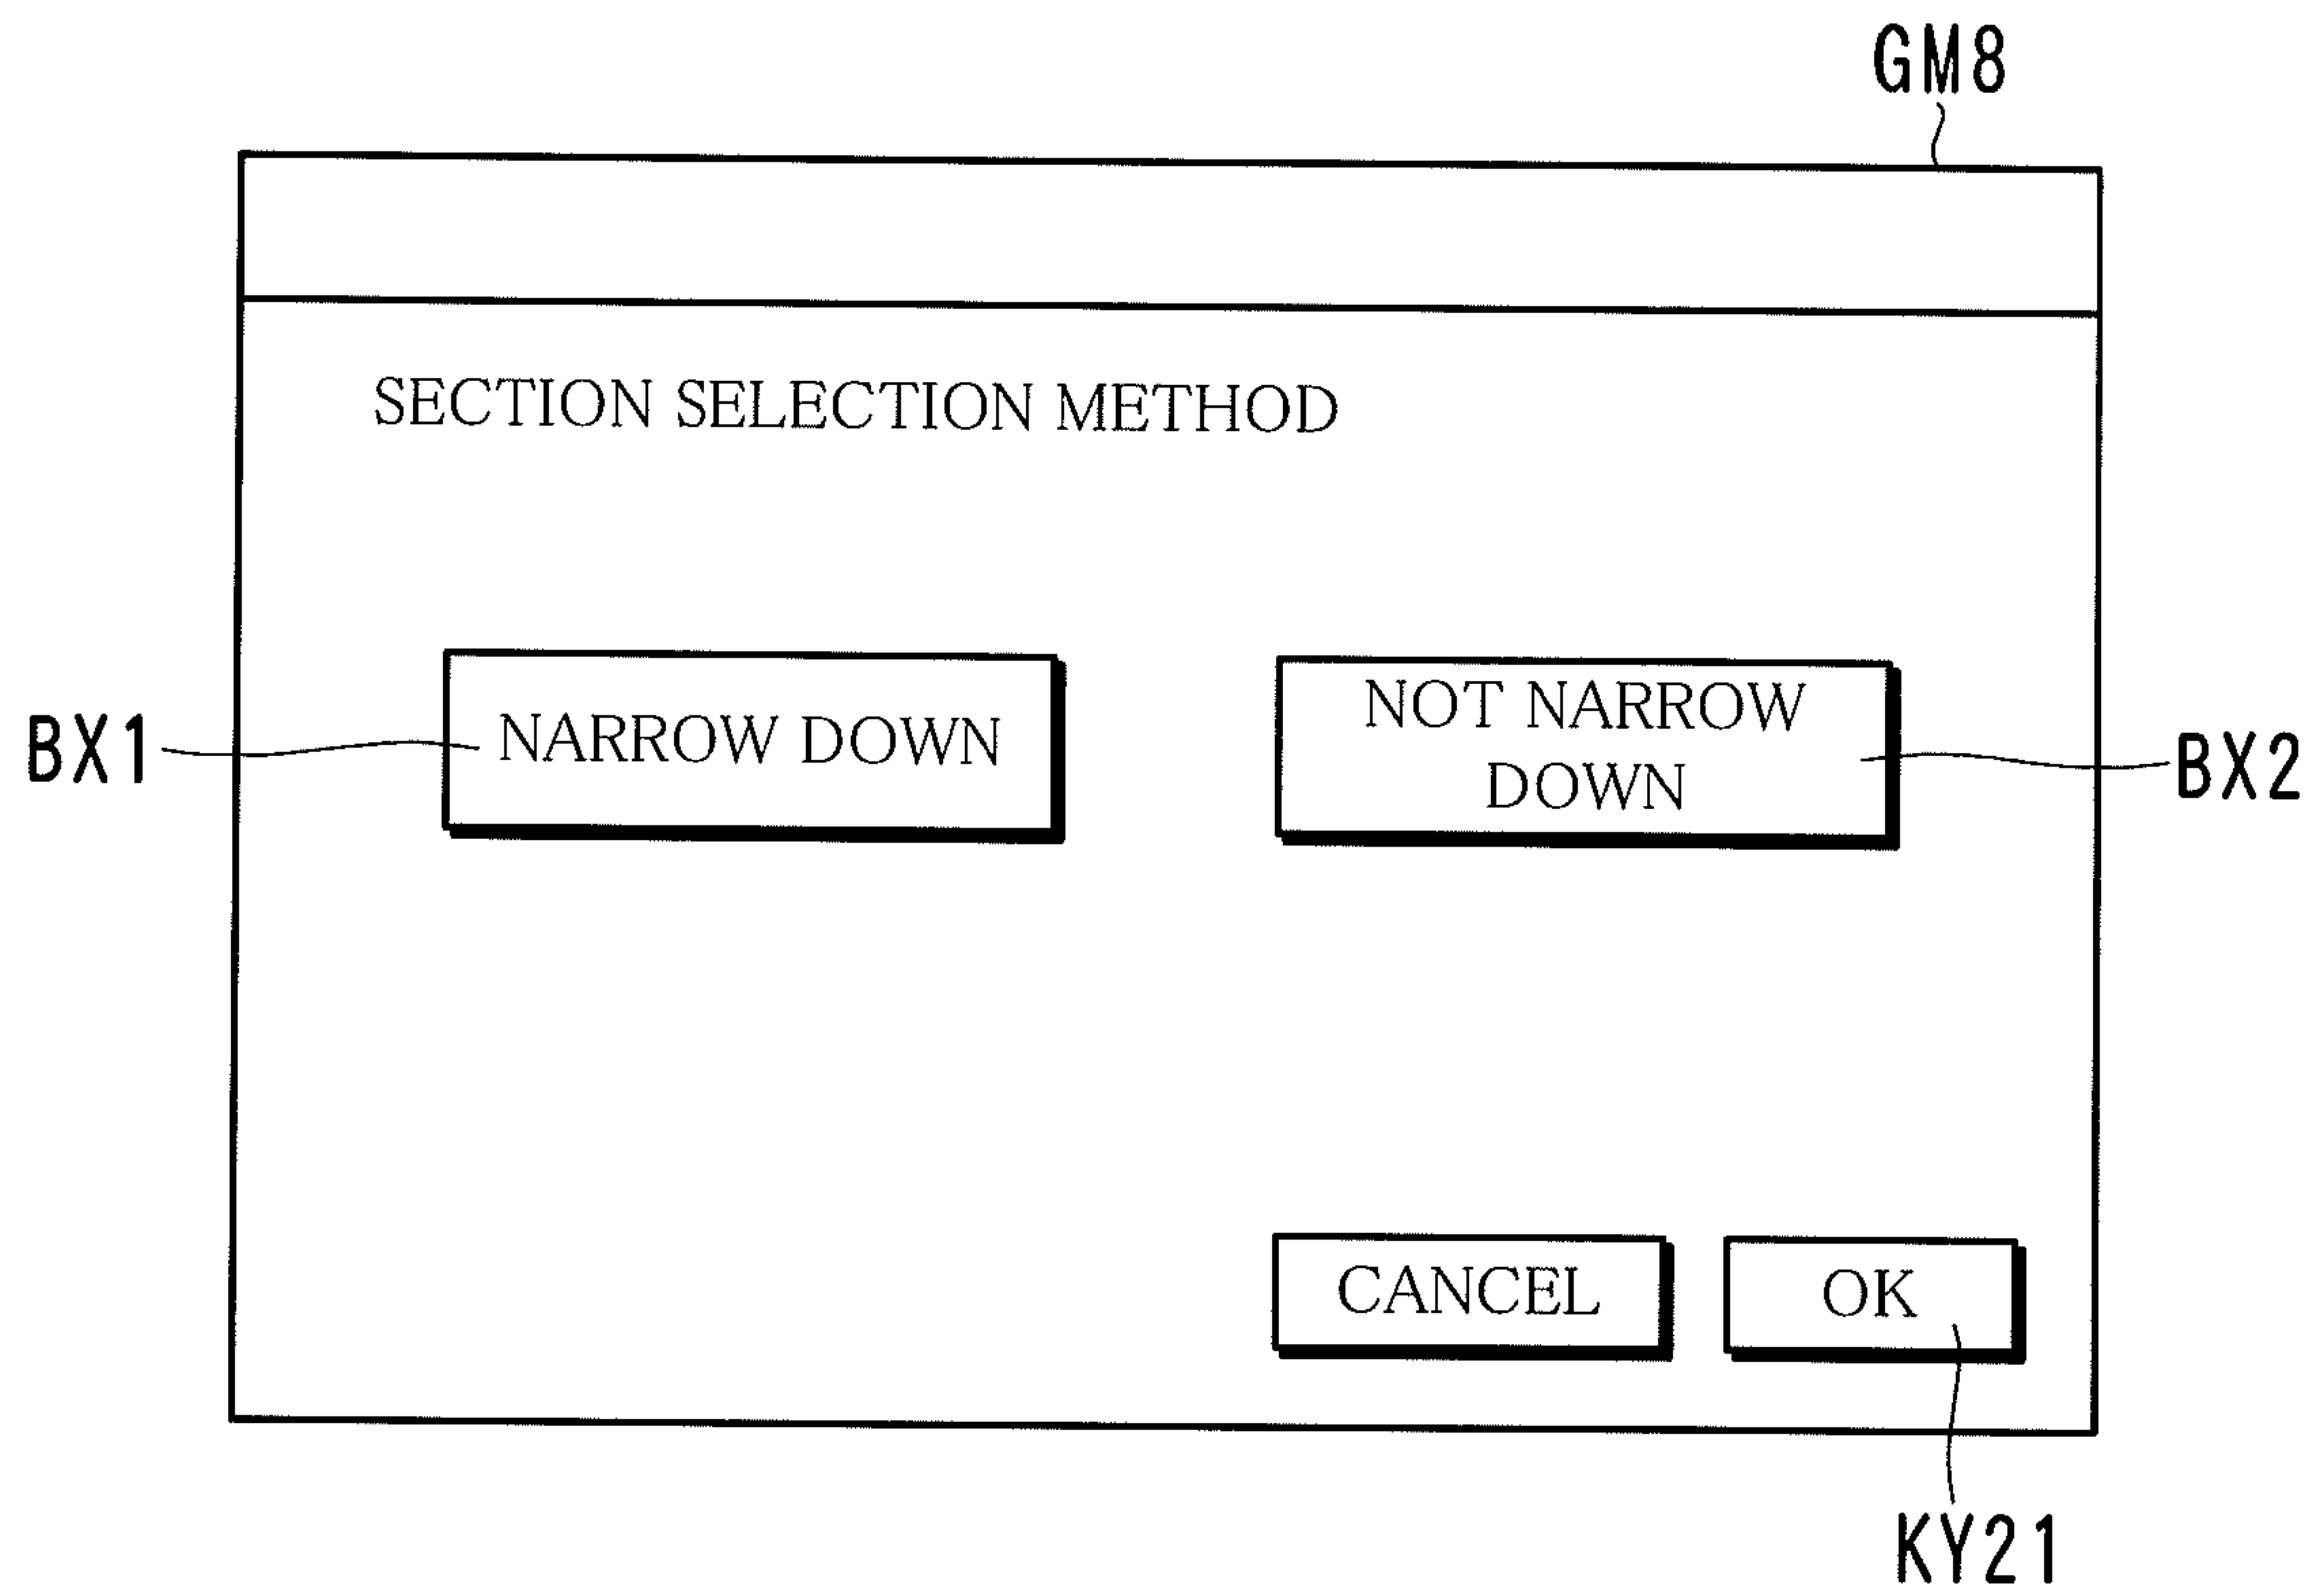 GM8
SECTION SELECTION METHOD
BX1
NARROW DOWN
NOT NARROW
DOWN
BX2
CANCEL
OK
KY21